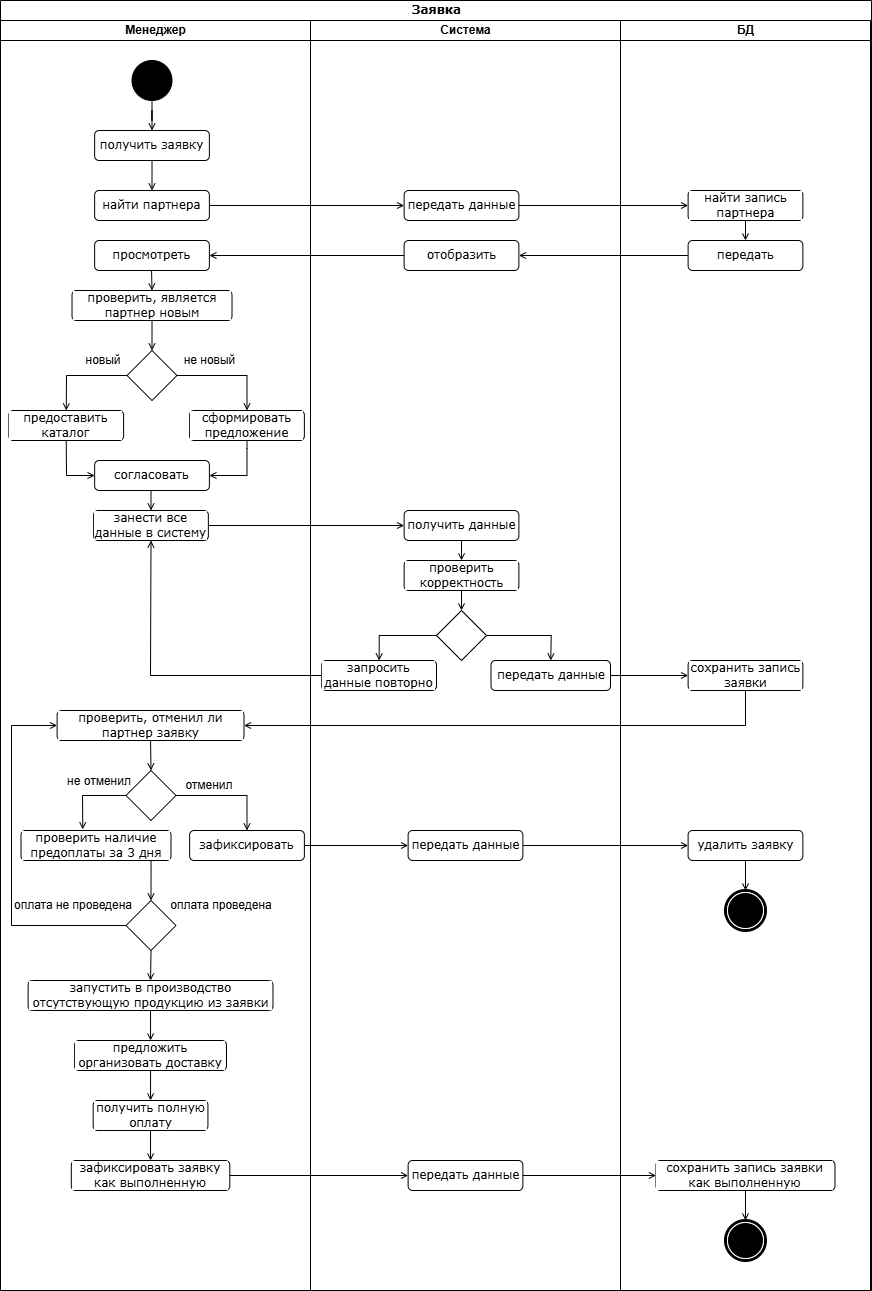 Заявка
Менеджер
Система
БД
получить заявку
найти партнера
передать данные
найти запись
партнера
просмотреть
отобразить
передать
проверить, является
партнер новым
новый
не новый
предоставить
каталог
сформировать
предложение
согласовать
занести все
данные в систему
получить данные
проверить
корректность
запросить
данные повторно
передать данные
сохранить запись
заявки
проверить, отменил ли
партнер заявку
не отменил
отменил
проверить наличие
предоплаты за 3 дня
зафиксировать
передать данные
удалить заявку
оплата не проведена
оплата проведена
запустить в производство
отсутствующую продукцию из заявки
предложить
организовать доставку
получить полную
оплату
зафиксировать заявку
как выполненную
передать данные
сохранить запись заявки
как выполненную